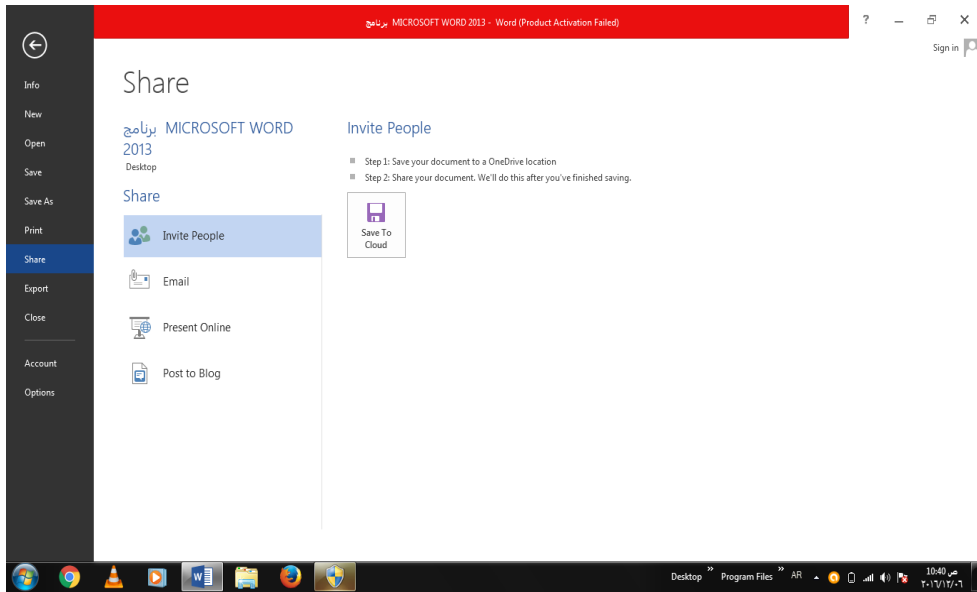 برنامج MICROSOFT WORD 2013 - Word (Product Activation Failed)
?
Sign in
Info
New
Open
Save
Save As
Print
Share
Export
Close
Account
Options
Share
برنامج MICROSOFT WORD
2013
Desktop
Share
Invite People
Email
Present Online
Post to Blog
Invite People
Step 1: Save your document to a OneDrive location
Step 2: Share your document. We'll do this after you've finished saving.
Save To
Cloud
Desktop » Program Files » AR
10:40 ص
٢٠١٦/١٢/٠٦